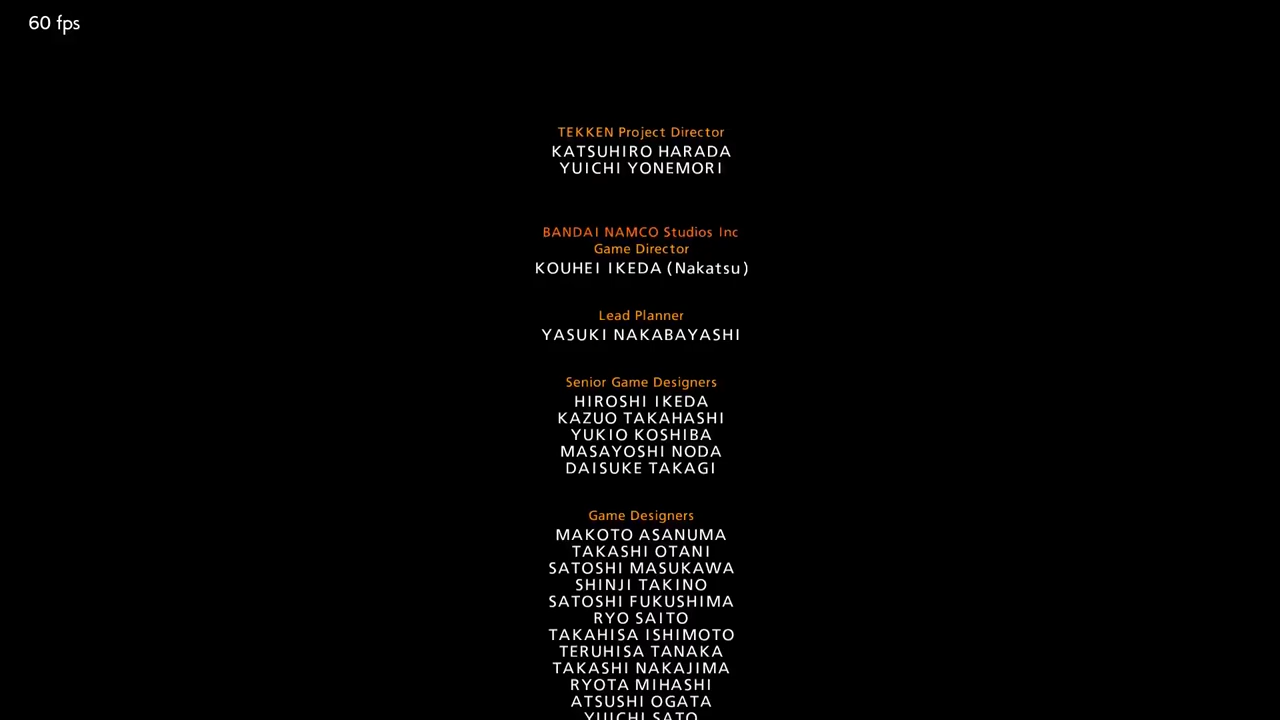 60 fps
TEKKEN Project Director
KATSUHIRO HARADA
YUICHI YONEMORI
BANDAI NAMCO Studios Inc
Game Director
KOUHEI IKEDA (Nakatsu)
Lead Planner
YASUKI NAKABAYASHI
Senior Game Designers
HIROSHI IKEDA
KAZUO TAKAHASHI
YUKIO KOSHIBA
MASAYOSHI NODA
DAISUKE TAKAGI
Game Designers
MAKOTO ASANUMA
TAKASHI OTANI
SATOSHI MASUKAWA
SHINJI TAKINO
SATOSHI FUKUSHIMA
RYO SAITO
TAKAHISA ISHIMOTO
TERUHISA TANAKA
TAKASHI NAKAJIMA
RYOTA MIHASHI
ATSUSHI OGATA
YUICHI SATO